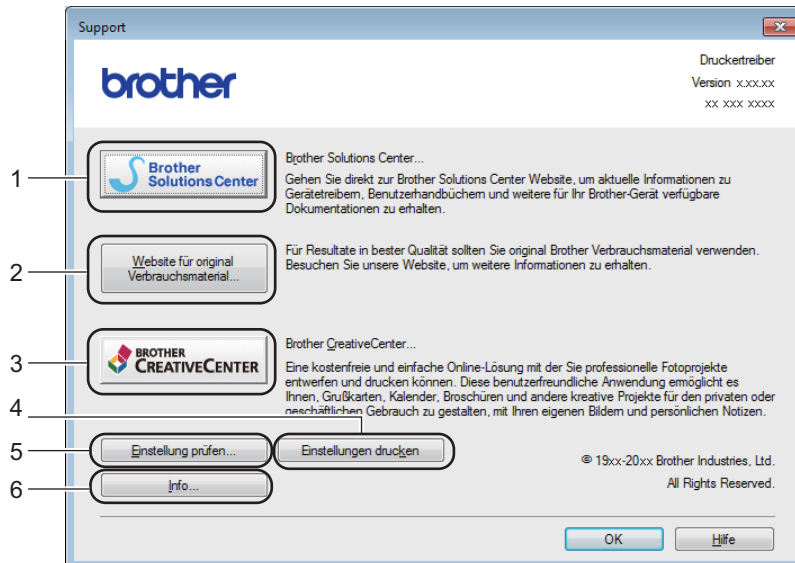 Support
brother
Druckertreiber
Version x.xx.xx
xx xxx xxxx
1
Brother
Solutions Center
Brother Solutions Center...
Gehen Sie direkt zur Brother Solutions Center Website, um aktuelle Informationen zu
Gerätetreibern, Benutzerhandbüchern und weitere für Ihr Brother-Gerät verfügbare
Dokumentationen zu erhalten.
2
Website für original
Verbrauchsmaterial...
Für Resultate in bester Qualität sollten Sie original Brother Verbrauchsmaterial verwenden.
Besuchen Sie unsere Website, um weitere Informationen zu erhalten.
3
BROTHER
CREATIVECENTER
Brother CreativeCenter...
Eine kostenfreie und einfache Online-Lösung mit der Sie professionelle Fotoprojekte
entwerfen und drucken können. Diese benutzerfreundliche Anwendung ermöglicht es
Ihnen, Grußkarten, Kalender, Broschüren und andere kreative Projekte für den privaten oder
geschäftlichen Gebrauch zu gestalten, mit Ihren eigenen Bildern und persönlichen Notizen.
4
5
Einstellung prüfen...
Einstellungen drucken
6
Info...
© 19xx-20xx Brother Industries, Ltd.
All Rights Reserved.
OK
Hilfe